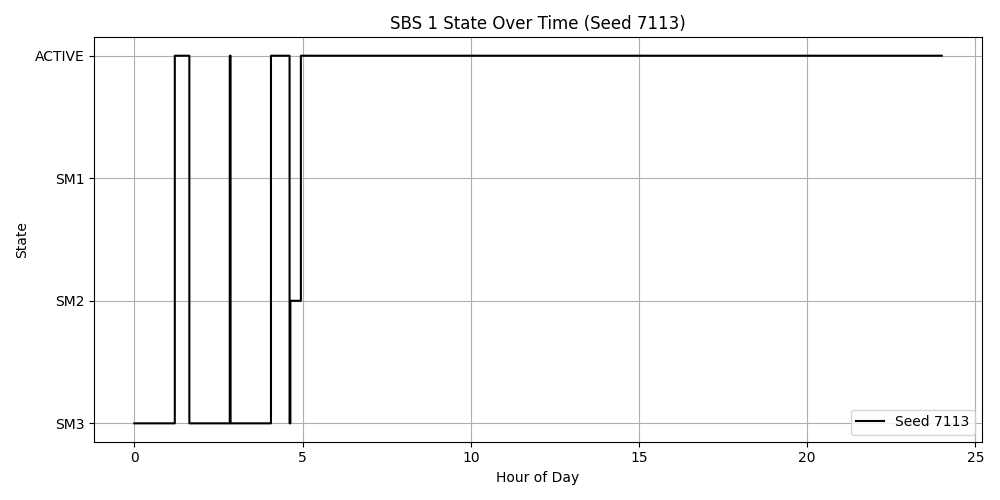 SBS 1 State Over Time (Seed 7113)
ACTIVE
SM1
SM2
SM3
State
0 5 10 15 20 25
Hour of Day
Seed 7113